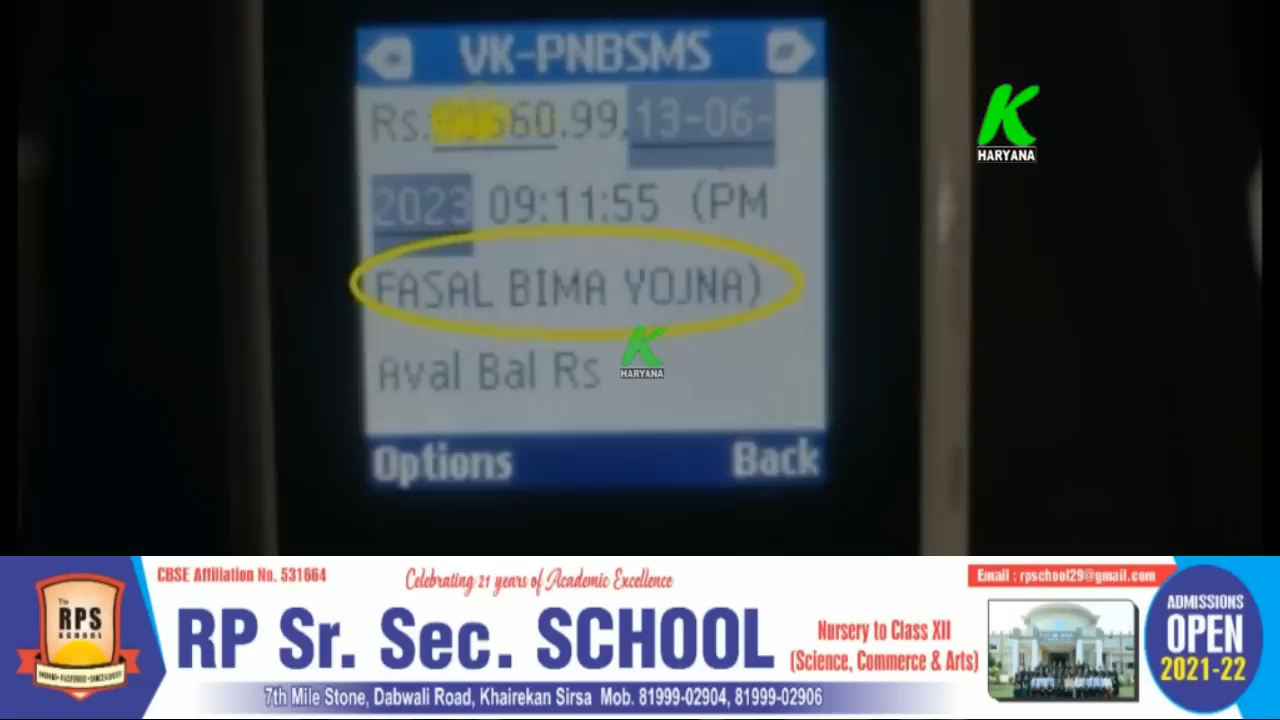 VK-PNBSMS
60.99, 13-06-
2023 09:11:55 (PM
FASAL BIMA YOJNA)
Aval Bal Rs
Options Back
K
HARYANA
K
HARYANA
CBSE Affiliation No. 531664
Celebrating 21 years of Academic Excellence
Email : rpschool29@gmail.com
The
RPS
SCHOOL
RP Sr. Sec. SCHOOL
Nursery to Class XII
(Science, Commerce & Arts)
7th Mile Stone, Dabwali Road, Khairekan Sirsa Mob. 81999-02904, 81999-02906
ADMISSIONS
OPEN
2021-22